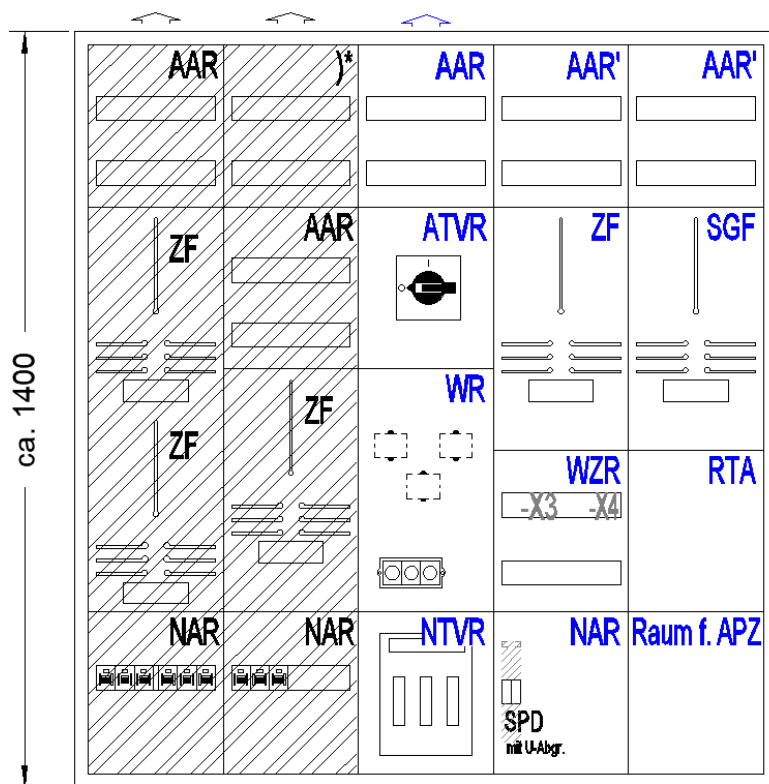 AAR
)*
AAR
AAR'
AAR'
ZF
AAR
ATVR
ZF
SGF
I
ca. 1400
ZF
ZF
WR
WZR
RTA
-X3
-X4
NAR
NAR
NTVR
NAR
Raum f. APZ
SPD
mit U-Abgr.